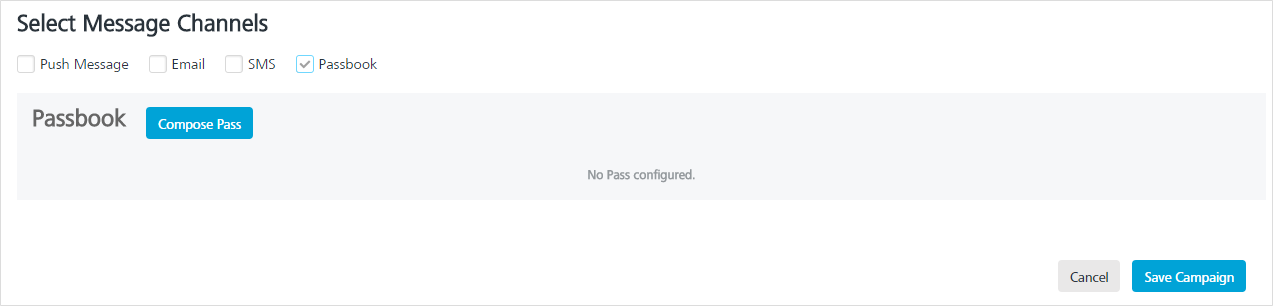 Select Message Channels
Push Message Email SMS Passbook
Passbook Compose Pass
No Pass configured.
Cancel Save Campaign